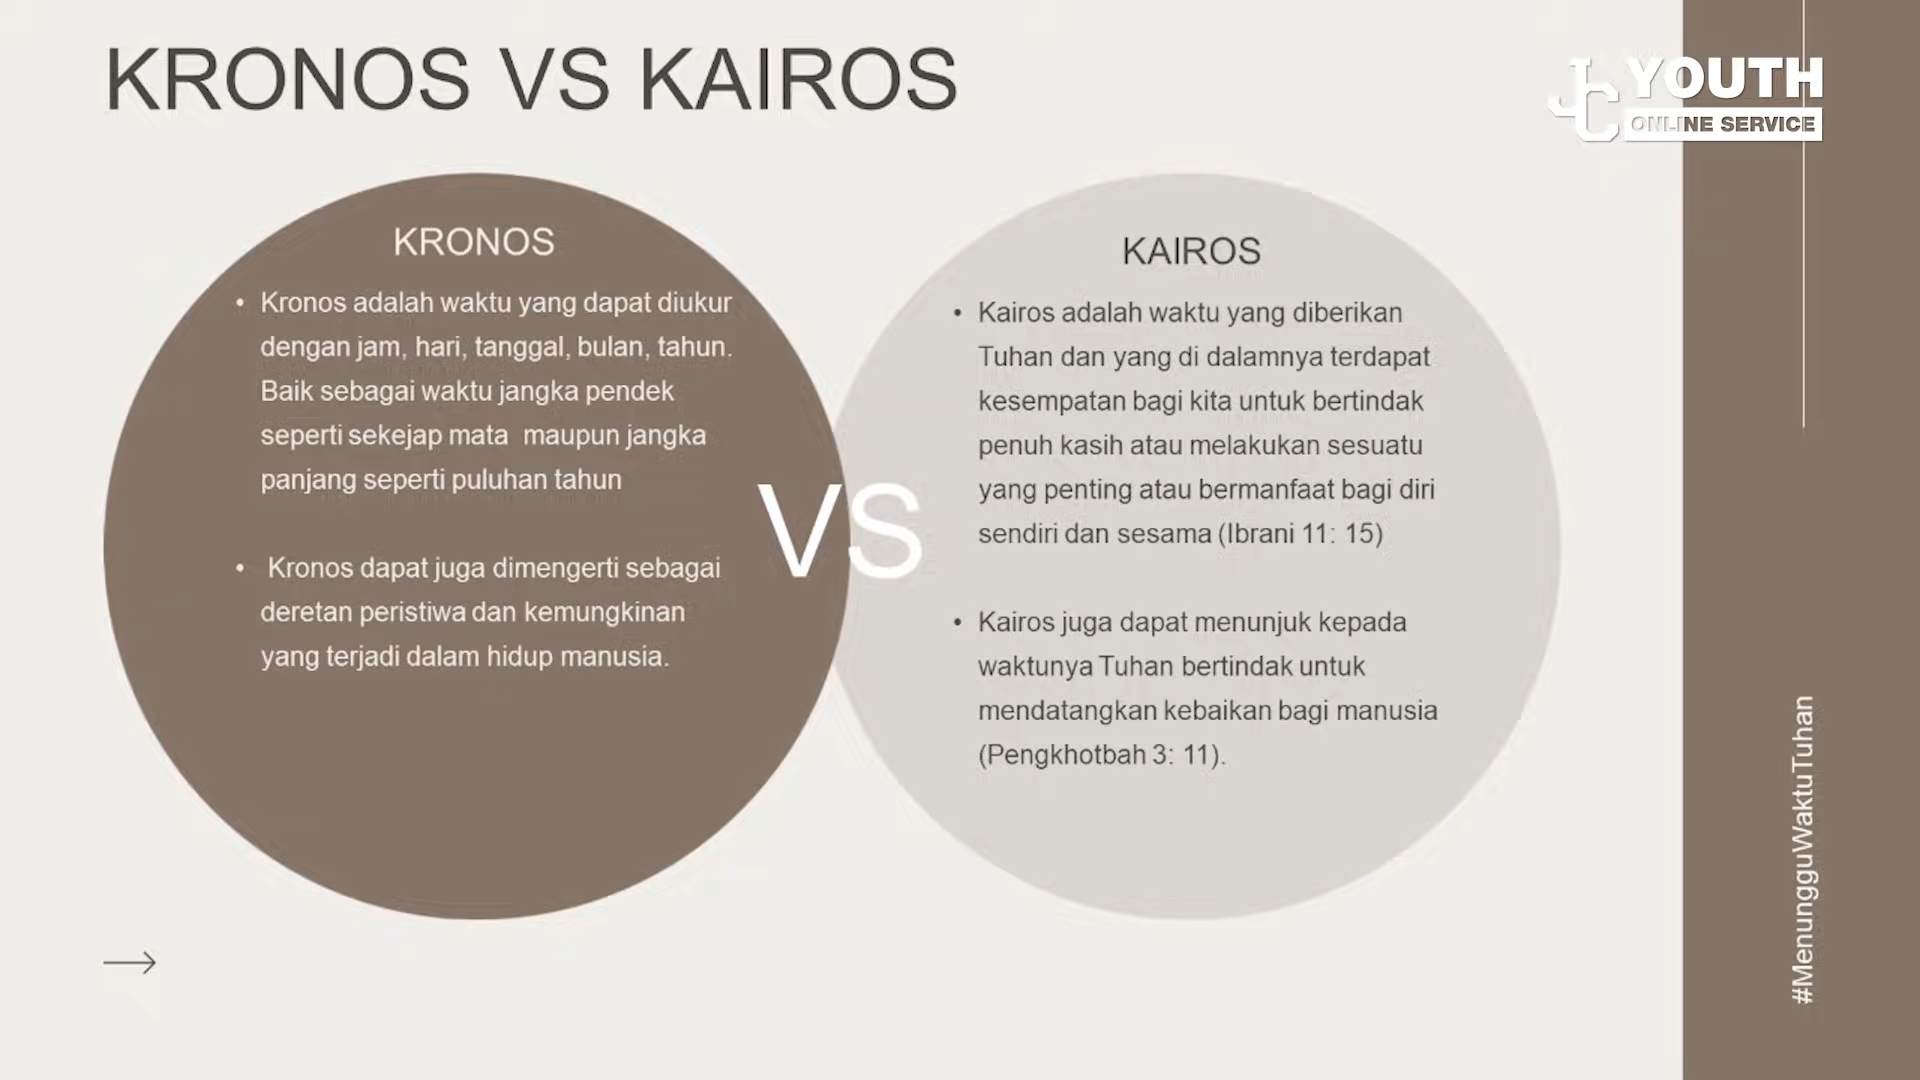 KRONOS VS KAIROS
JC YOUTH
ONLINE SERVICE
KRONOS
• Kronos adalah waktu yang dapat diukur
dengan jam, hari, tanggal, bulan, tahun.
Baik sebagai waktu jangka pendek
seperti sekejap mata maupun jangka
panjang seperti puluhan tahun
• Kronos dapat juga dimengerti sebagai
deretan peristiwa dan kemungkinan
yang terjadi dalam hidup manusia.
VS
KAIROS
• Kairos adalah waktu yang diberikan
Tuhan dan yang di dalamnya terdapat
kesempatan bagi kita untuk bertindak
penuh kasih atau melakukan sesuatu
yang penting atau bermanfaat bagi diri
sendiri dan sesama (Ibrani 11: 15)
• Kairos juga dapat menunjuk kepada
waktunya Tuhan bertindak untuk
mendatangkan kebaikan bagi manusia
(Pengkhotbah 3: 11).
#MenungguWaktuTuhan